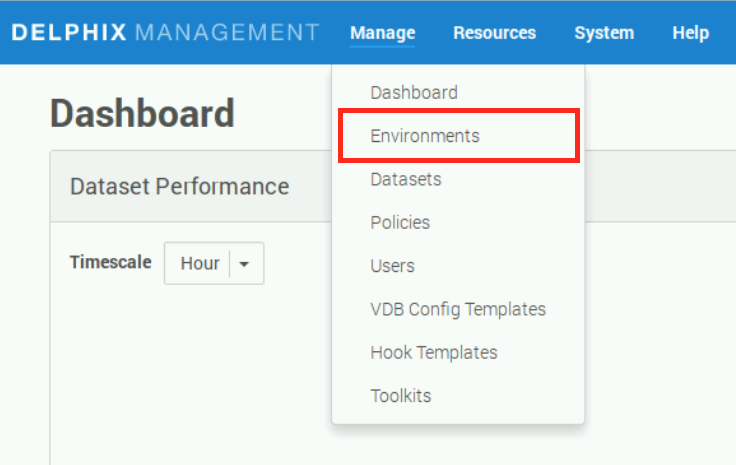 DELPHIX MANAGEMENT Manage Resources System Help
Dashboard
Dashboard
Environments
Datasets
Policies
Users
VDB Config Templates
Hook Templates
Toolkits
Dataset Performance
Timescale Hour